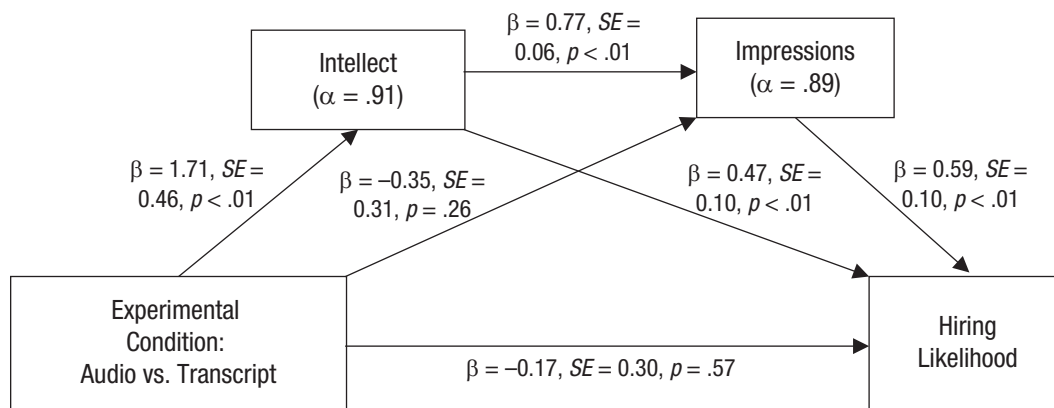 β = 0.77, SE =
0.06, p < .01
Intellect
(α = .91)
Impressions
(α = .89)
β = 1.71, SE =
0.46, p < .01
β = –0.35, SE =
0.31, p = .26
β = 0.47, SE =
0.10, p < .01
β = 0.59, SE =
0.10, p < .01
Experimental
Condition:
Audio vs. Transcript
β = –0.17, SE = 0.30, p = .57
Hiring
Likelihood